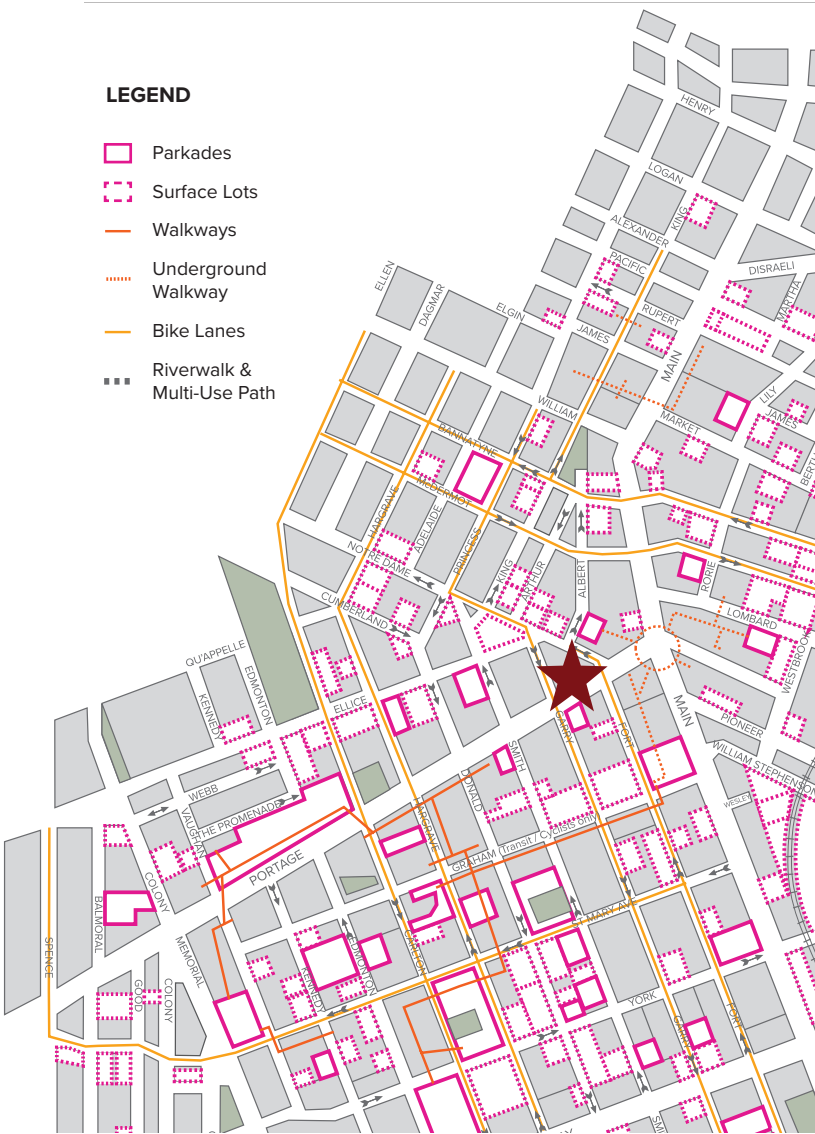 LEGEND
Parkades
Surface Lots
Walkways
Underground
Walkway
Bike Lanes
Riverwalk &
Multi-Use Path
HENRY
LOGAN
KING
ALEXANDER
PACIFIC
DISRAELI
MARTHA
ELLEN
DAGMAR
ELGIN
JAMES
RUPERT
MAIN
LILY
JAMES
WILLIAM
MARKET
BANNATYNE
McDERMOT
HARGRAVE
ADELAIDE
PRINCESS
NOTRE DAME
KING
ARTHUR
ALBERT
RORIE
CUMBERLAND
LOMBARD
WESTBROOK
QU'APPELLE
KENNEDY
EDMONTON
ELLICE
GARRY
FORT
MAIN
PIONEER
WILLIAM STEPHENSON
WESLEY
SMITH
DONALD
WEBB
THE PROMENADE
VAUGHAN
HARGRAVE
GRAHAM (Transit / Cyclists only)
PORTAGE
COLONY
BALMORAL
ST MARY AVE
SPENCE
MEMORIAL
GOOD
COLONY
KENNEDY
EDMONTON
CARLTON
YORK
GARRY
FORT